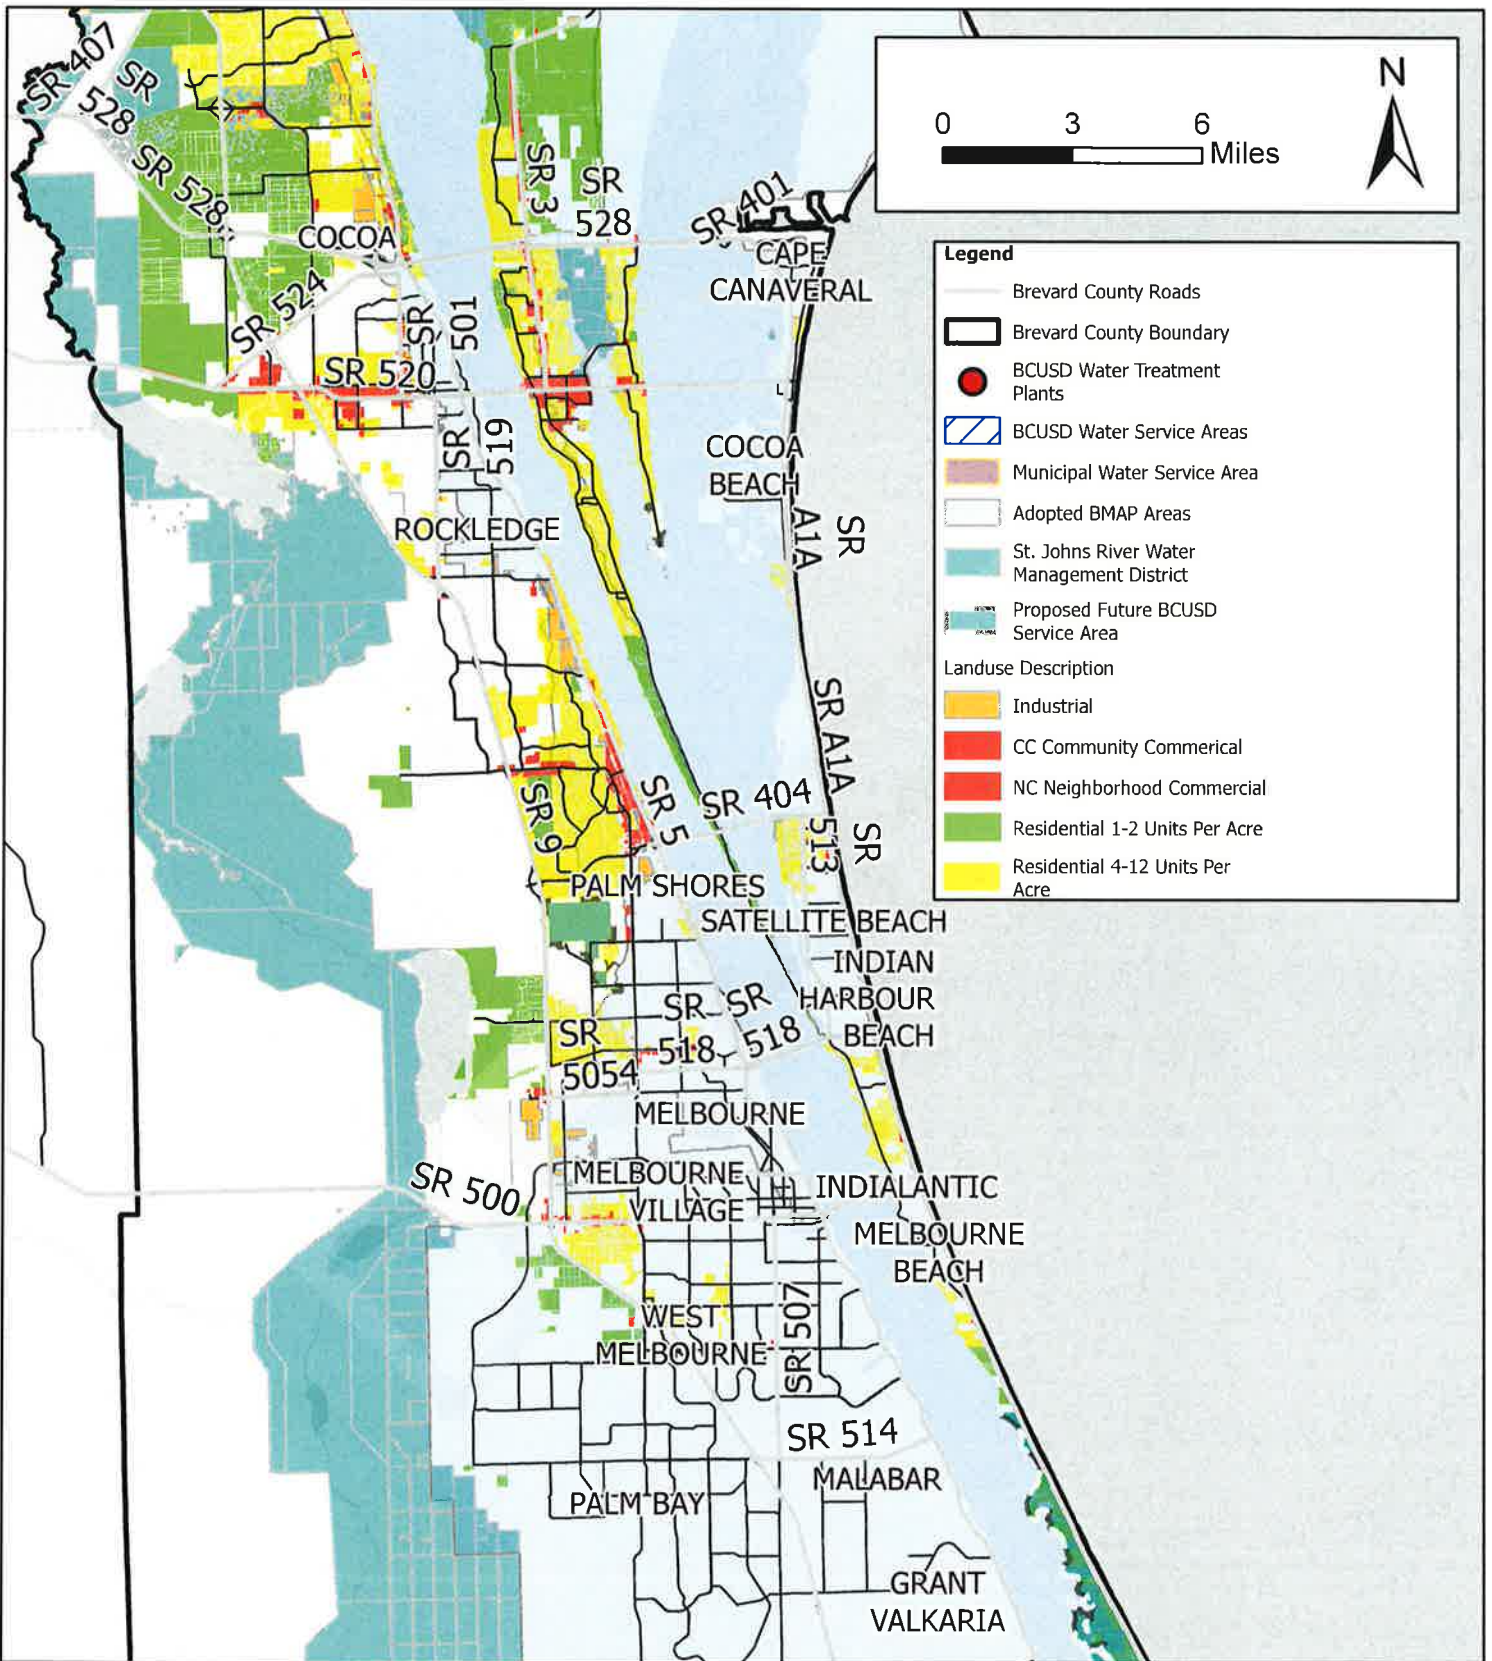 SR 407
SR
528
SR 528
SR 3
SR
528
SR 401
0 3 6
Miles
N
COCOA
CAPE
CANAVERAL
SR 524
SR
501
SR 520
SR
519
COCOA
BEACH
ROCKLEDGE
SR
A1A
SR A1A
SR 9
SR 5
SR 404
SR
513
PALM SHORES
SATELLITE BEACH
INDIAN
HARBOUR
BEACH
SR
518
SR
518
SR
5054
MELBOURNE
SR 500
MELBOURNE
VILLAGE
INDIALANTIC
MELBOURNE
BEACH
WEST
MELBOURNE
SR 507
SR 514
MALABAR
PALM BAY
GRANT
VALKARIA
Legend
Brevard County Roads
Brevard County Boundary
BCUSD Water Treatment
Plants
BCUSD Water Service Areas
Municipal Water Service Area
Adopted BMAP Areas
St. Johns River Water
Management District
Proposed Future BCUSD
Service Area
Landuse Description
Industrial
CC Community Commerical
NC Neighborhood Commercial
Residential 1-2 Units Per Acre
Residential 4-12 Units Per
Acre